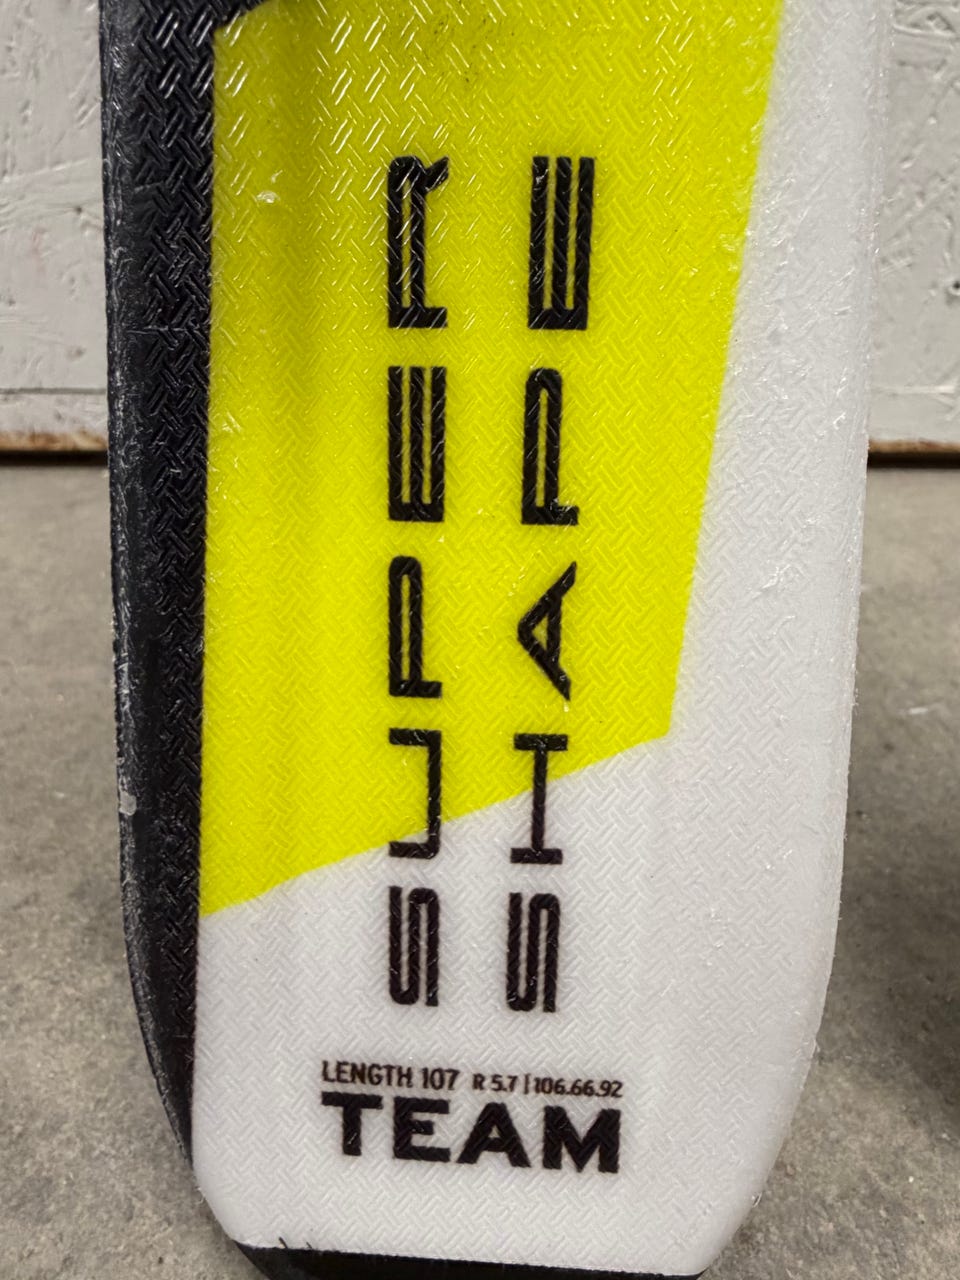 SUPER
SHAPE
LENGTH 107 R 5.7 | 106.66.92
TEAM